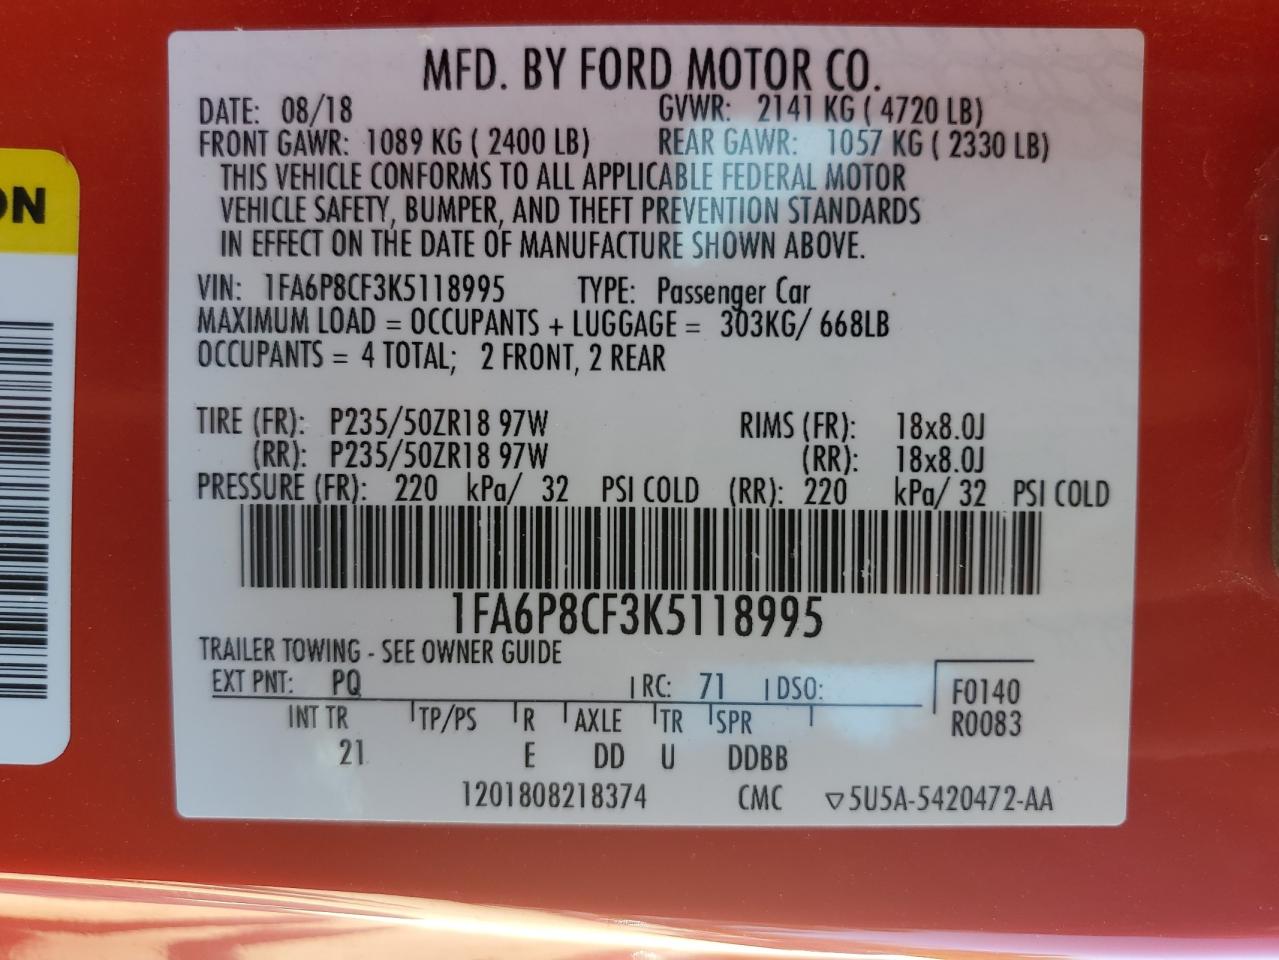 MFD. BY FORD MOTOR CO.
DATE: 08/18 GVWR: 2141 KG ( 4720 LB)
FRONT GAWR: 1089 KG ( 2400 LB) REAR GAWR: 1057 KG ( 2330 LB)
THIS VEHICLE CONFORMS TO ALL APPLICABLE FEDERAL MOTOR
VEHICLE SAFETY, BUMPER, AND THEFT PREVENTION STANDARDS
IN EFFECT ON THE DATE OF MANUFACTURE SHOWN ABOVE.
VIN: 1FA6P8CF3K5118995 TYPE: Passenger Car
MAXIMUM LOAD = OCCUPANTS + LUGGAGE = 303KG/ 668LB
OCCUPANTS = 4 TOTAL; 2 FRONT, 2 REAR
TIRE (FR): P235/50ZR18 97W RIMS (FR): 18x8.0J
(RR): P235/50ZR18 97W (RR): 18x8.0J
PRESSURE (FR): 220 kPa/ 32 PSI COLD (RR): 220 kPa/ 32 PSI COLD
1FA6P8CF3K5118995
TRAILER TOWING - SEE OWNER GUIDE
EXT PNT: PQ RC: 71 DSO: F0140
INT TR TP/PS R AXLE TR SPR R0083
21 E DD U DDBB
1201808218374 CMC ▽5U5A-5420472-AA
ON